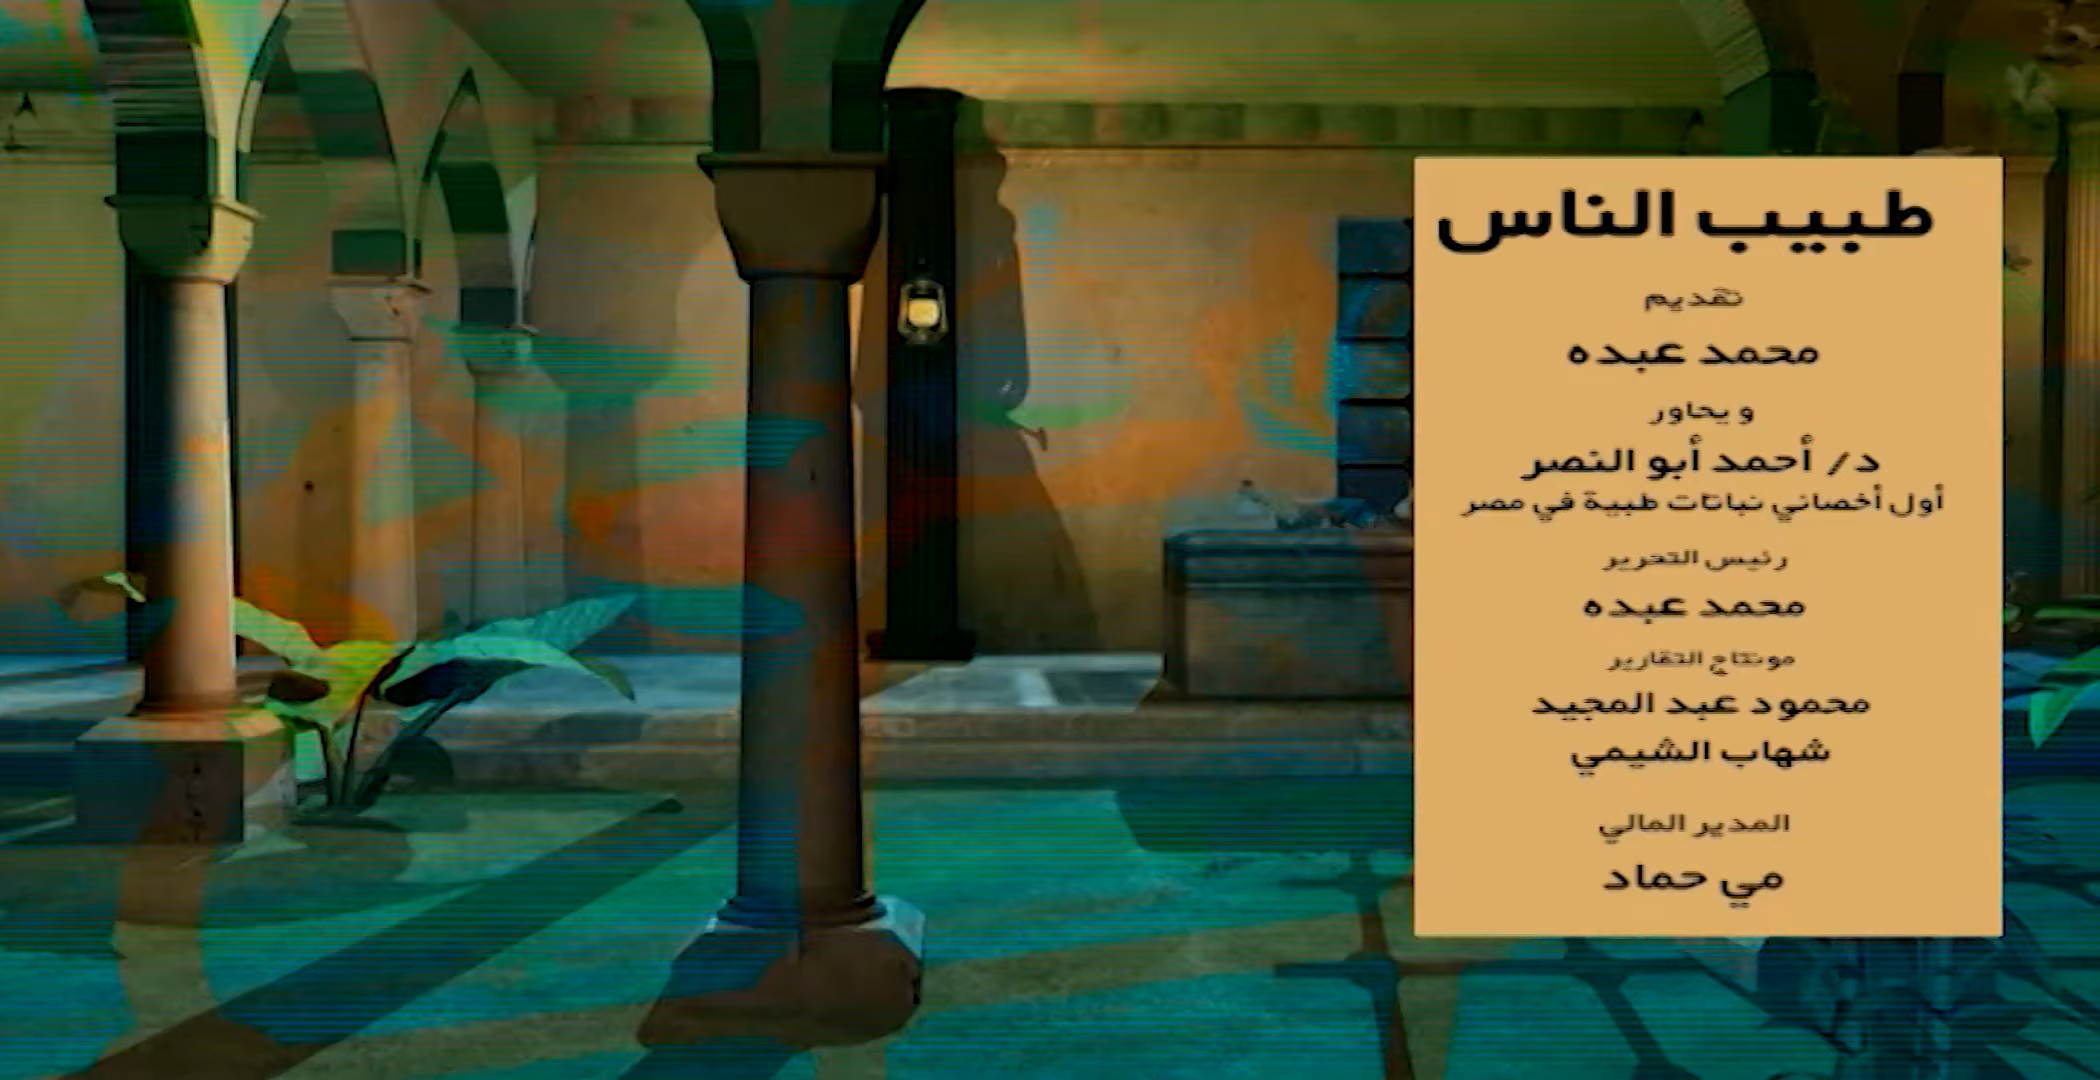 طبيب الناس
تقديم
محمد عبده
و يحاور
د/ أحمد أبو النصر
أول أخصائي نباتات طبية في مصر
رئيس التحرير
محمد عبده
مونتاج التقارير
محمود عبد المجيد
شهاب الشيمي
المدير المالي
مي حماد